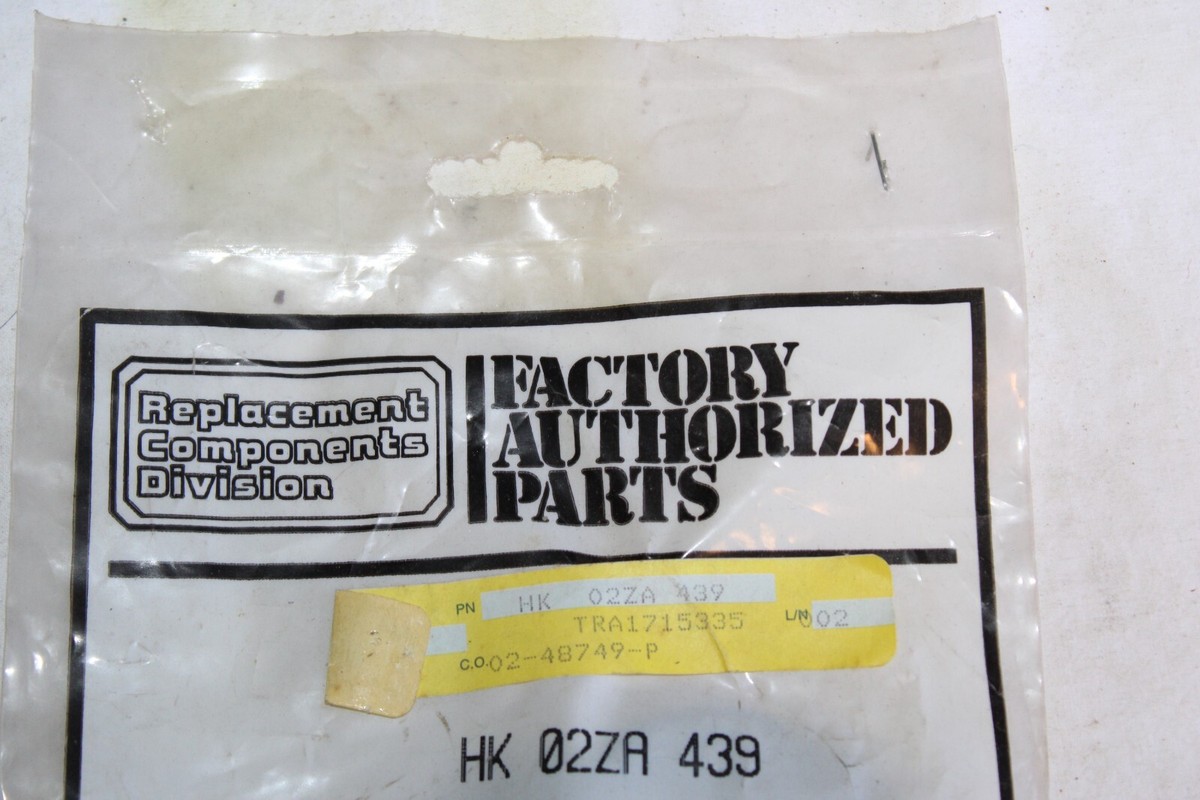 Replacement
Components
Division
FACTORY
AUTHORIZED
PARTS
PN HK 02ZA 439
TRA1715335 L/N 002
C.O. 02-48749-P
HK 02ZA 439